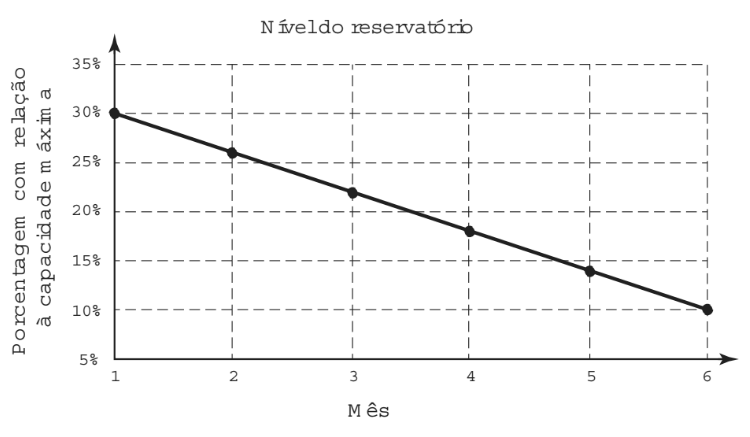 Nível do reservatório
Porcentagem com relação
à capacidade máxima
35%
30%
25%
20%
15%
10%
5%
1 2 3 4 5 6
Mês